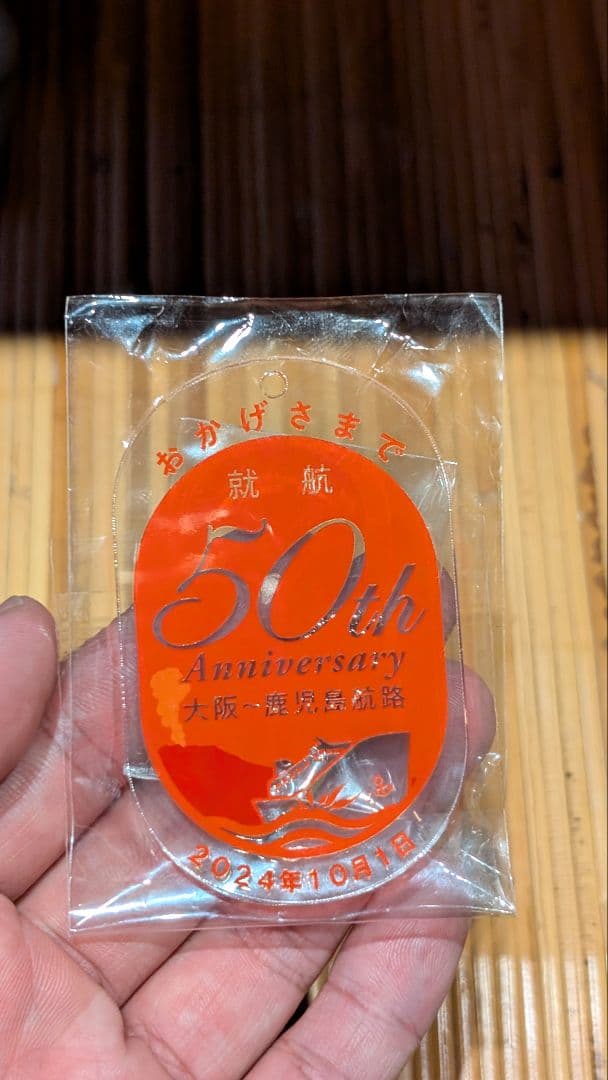 おかげさまで
就航
50th
Anniversary
大阪~鹿児島航路
2024年10月1日